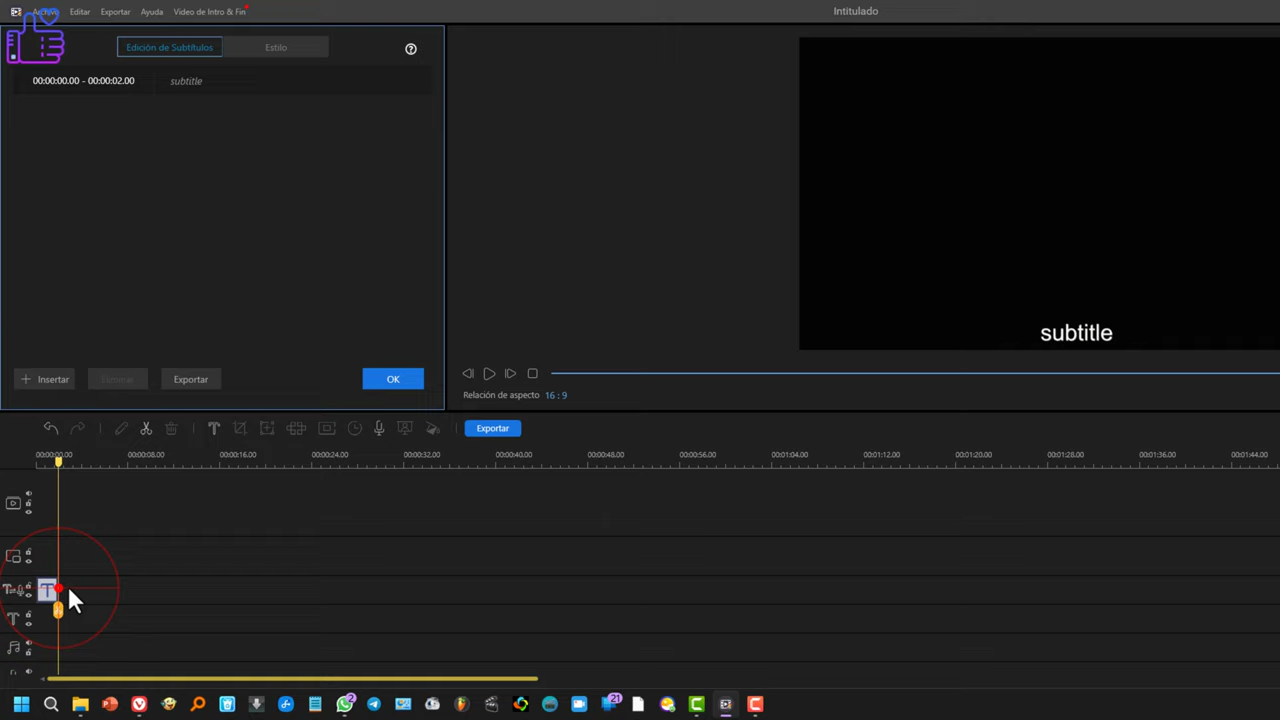 Archivo Editar Exportar Ayuda Video de Intro & Fin Intitulado
Edición de Subtítulos Estilo
00:00:00.00 - 00:00:02.00 subtitle
subtitle
Insertar Eliminar Exportar OK
Relación de aspecto 16 : 9
Exportar
00:00:00.00 00:00:08.00 00:00:16.00 00:00:24.00 00:00:32.00 00:00:40.00 00:00:48.00 00:00:56.00 00:01:04.00 00:01:12.00 00:01:20.00 00:01:28.00 00:01:36.00 00:01:44.00
2 21